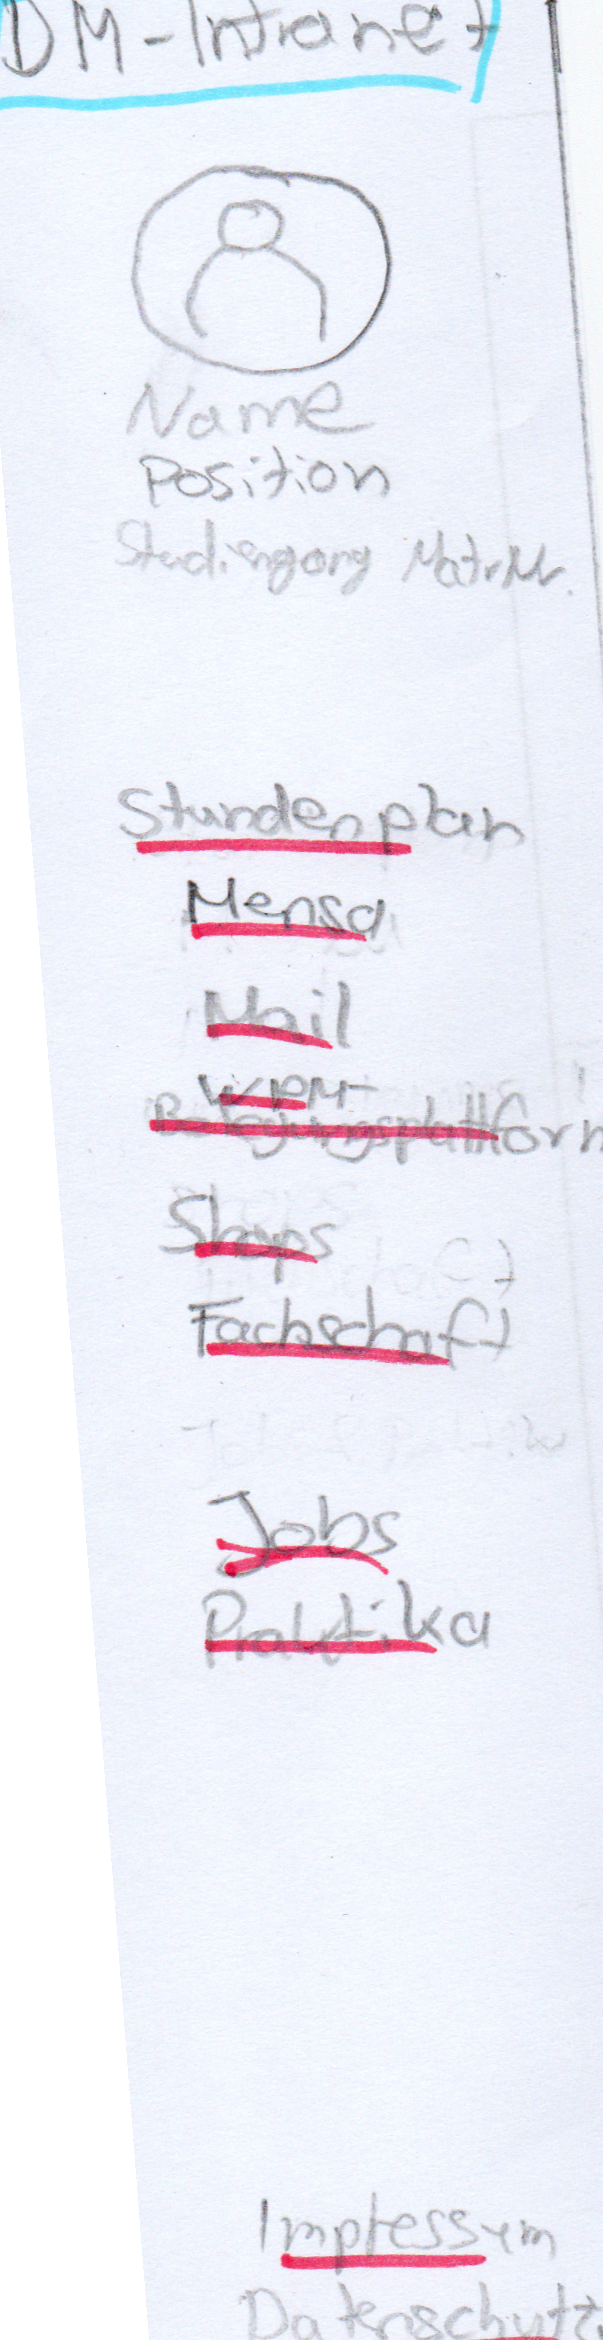 DM-Intranet
Name
Position
Studiengang MatrNr.
Stundenplan
Mensa
Mail
WPM-
Belegungsplattform
Shops
Fachschaft
Jobs
Praktika
Impressum
Datenschutz